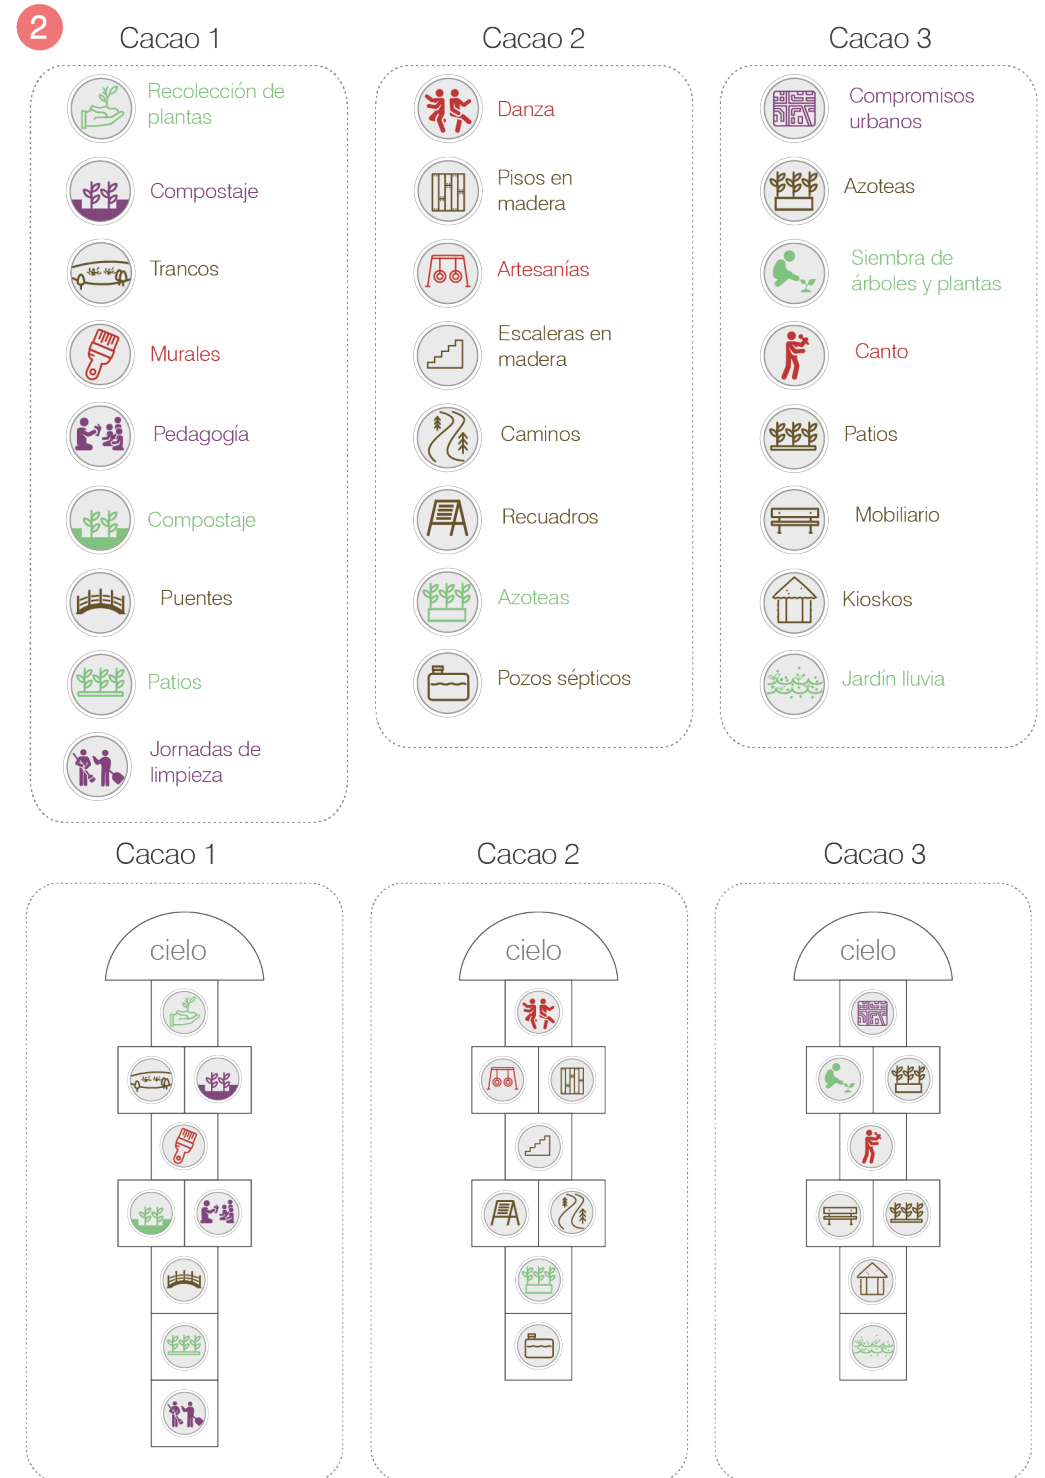 2
Cacao 1
Recolección de
plantas
Compostaje
Trancos
Murales
Pedagogía
Compostaje
Puentes
Patios
Jornadas de
limpieza
Cacao 2
Danza
Pisos en
madera
Artesanías
Escaleras en
madera
Caminos
Recuadros
Azoteas
Pozos sépticos
Cacao 3
Compromisos
urbanos
Azoteas
Siembra de
árboles y plantas
Canto
Patios
Mobiliario
Kioskos
Jardín lluvia
Cacao 1
cielo
Cacao 2
cielo
Cacao 3
cielo